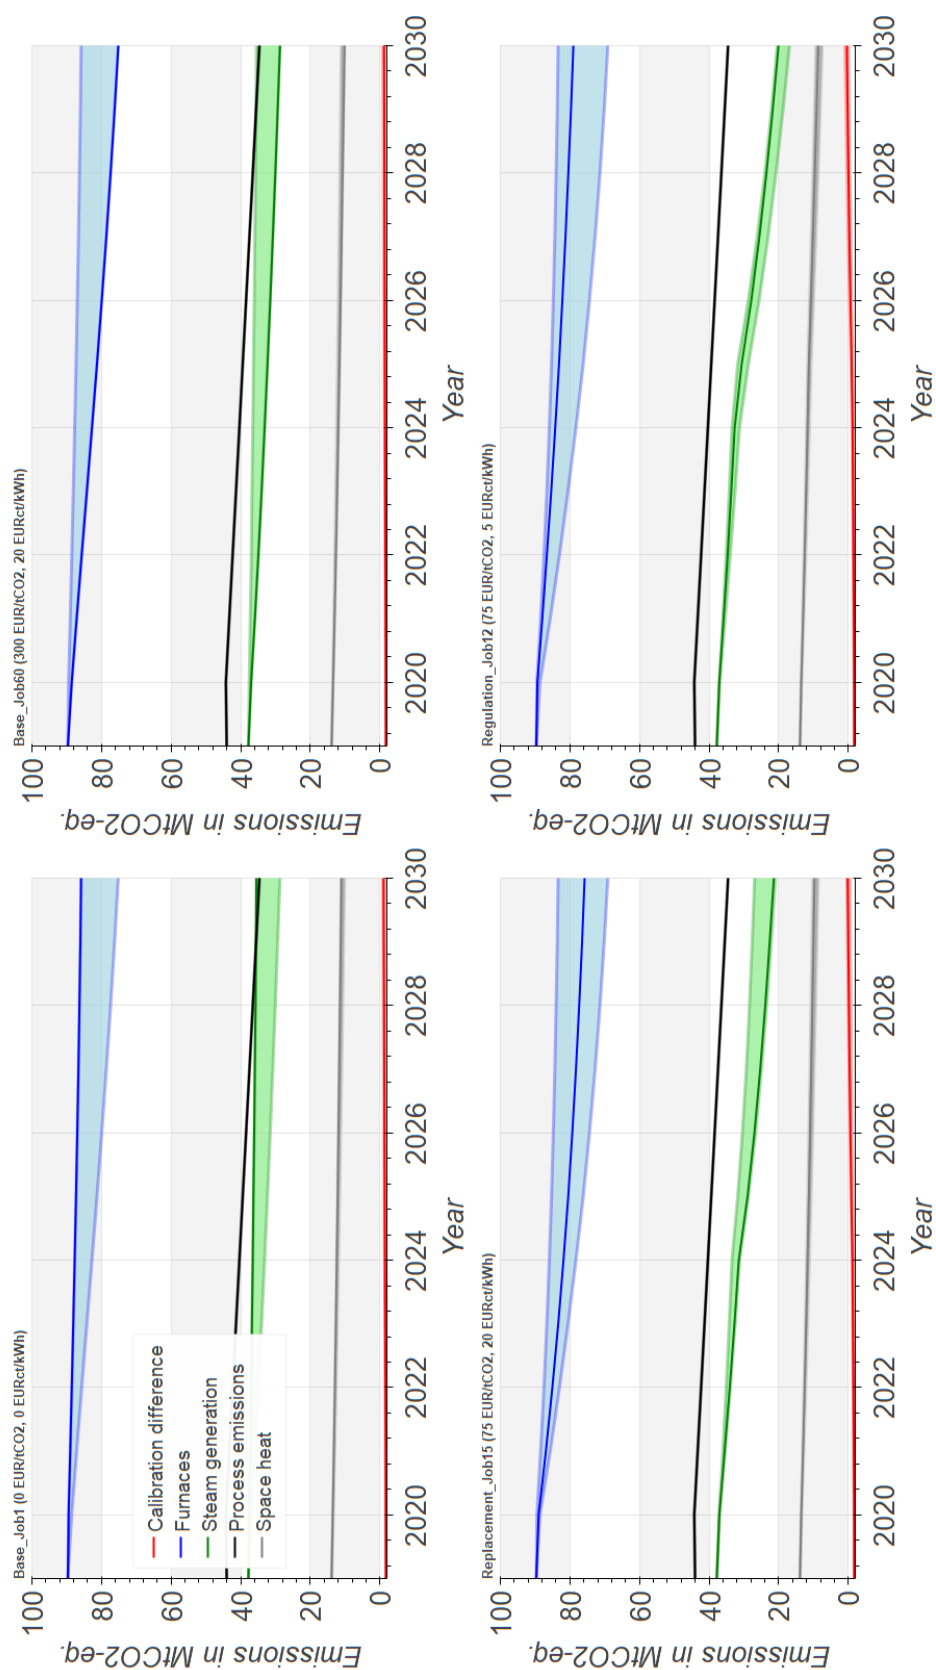 Base_Job1 (0 EUR/tCO2, 0 EURct/kWh)
Emissions in MtCO2-eq.
100
80
60
40
20
0
Calibration difference
Furnaces
Steam generation
Process emissions
Space heat
2020
2022
2024
2026
2028
2030
Year
Base_Job60 (300 EUR/tCO2, 20 EURct/kWh)
Emissions in MtCO2-eq.
100
80
60
40
20
0
2020
2022
2024
2026
2028
2030
Year
Replacement_Job15 (75 EUR/tCO2, 20 EURct/kWh)
Emissions in MtCO2-eq.
100
80
60
40
20
0
2020
2022
2024
2026
2028
2030
Year
Regulation_Job12 (75 EUR/tCO2, 5 EURct/kWh)
Emissions in MtCO2-eq.
100
80
60
40
20
0
2020
2022
2024
2026
2028
2030
Year